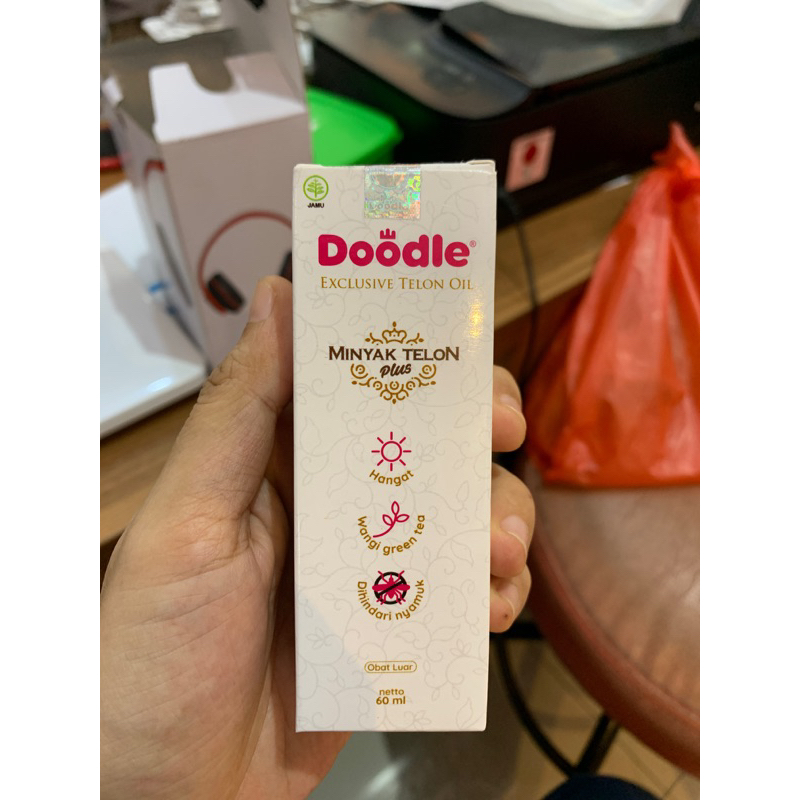 JAMU
Doodle
Doodle®
EXCLUSIVE TELON OIL
MINYAK TELON
plus
Hangat
Wangi green tea
Dihindari nyamuk
Obat Luar
netto
60 ml